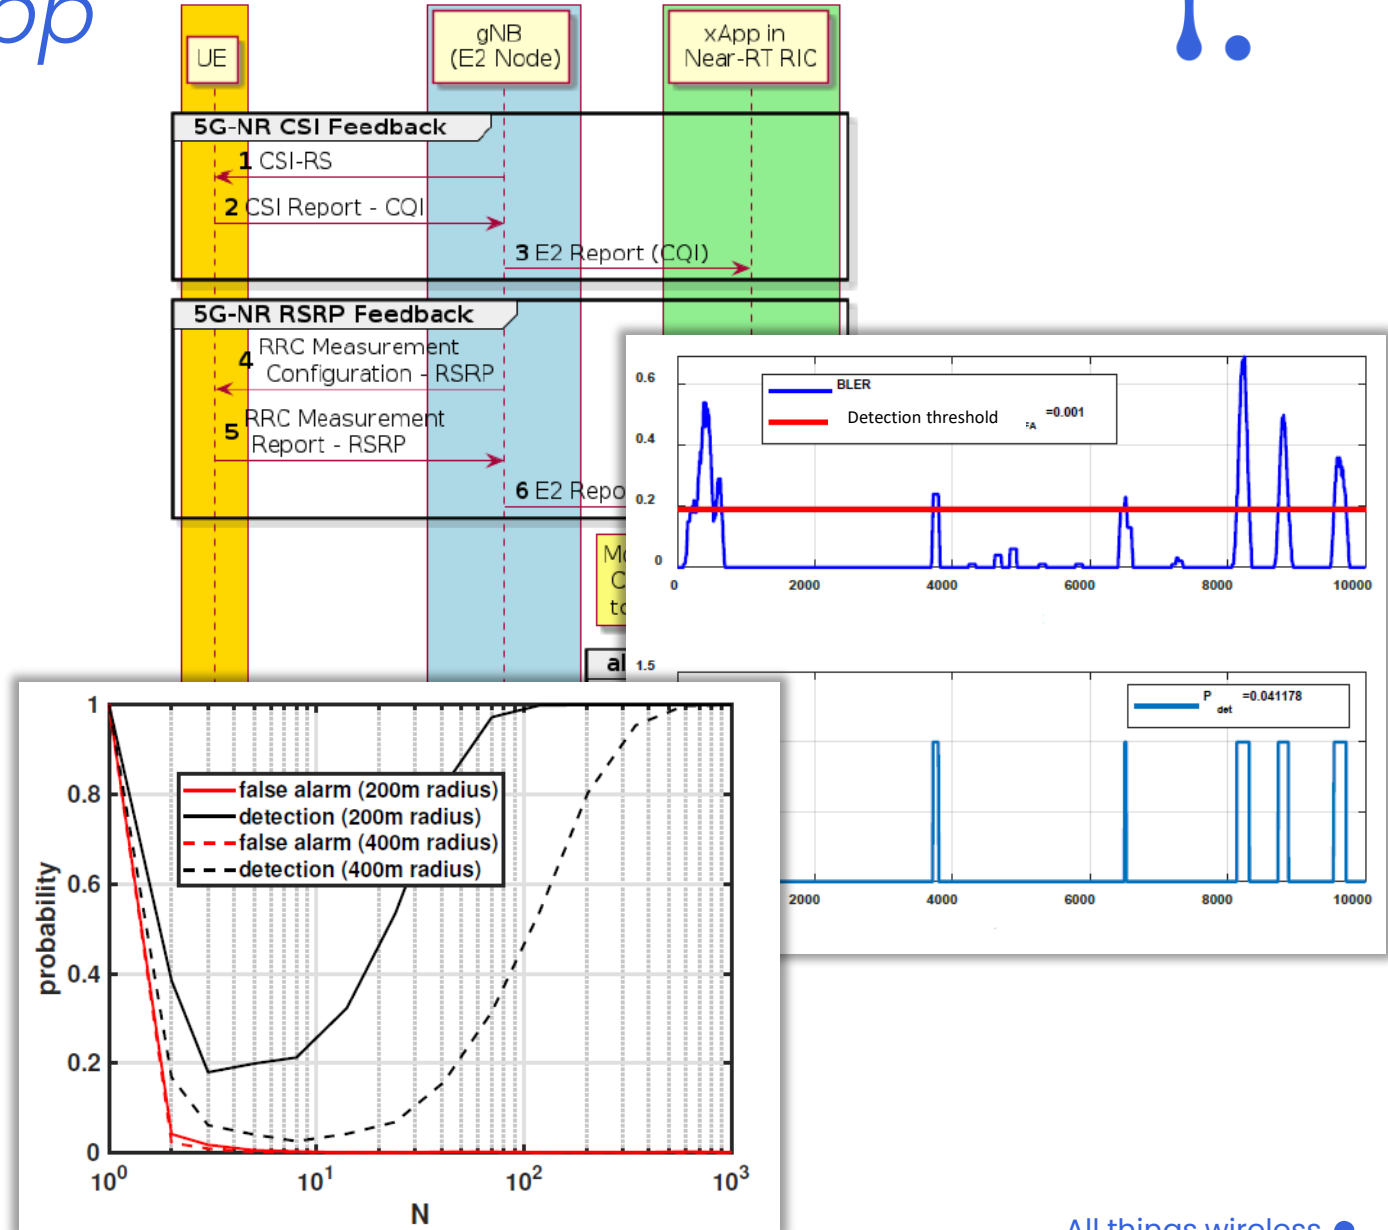 UE
gNB
(E2 Node)
xApp in
Near-RT RIC
5G-NR CSI Feedback
1 CSI-RS
2 CSI Report - CQI
3 E2 Report (CQI)
5G-NR RSRP Feedback
4 RRC Measurement
Configuration - RSRP
5 RRC Measurement
Report - RSRP
6 E2 Repo
al
BLER
Detection threshold FA =0.001
0.6
0.4
0.2
0
0 2000 4000 6000 8000 10000
1.5
P det =0.041178
2000 4000 6000 8000 10000
false alarm (200m radius)
detection (200m radius)
false alarm (400m radius)
detection (400m radius)
probability
1
0.8
0.6
0.4
0.2
0
10^0 10^1 10^2 10^3
N
All things wireless